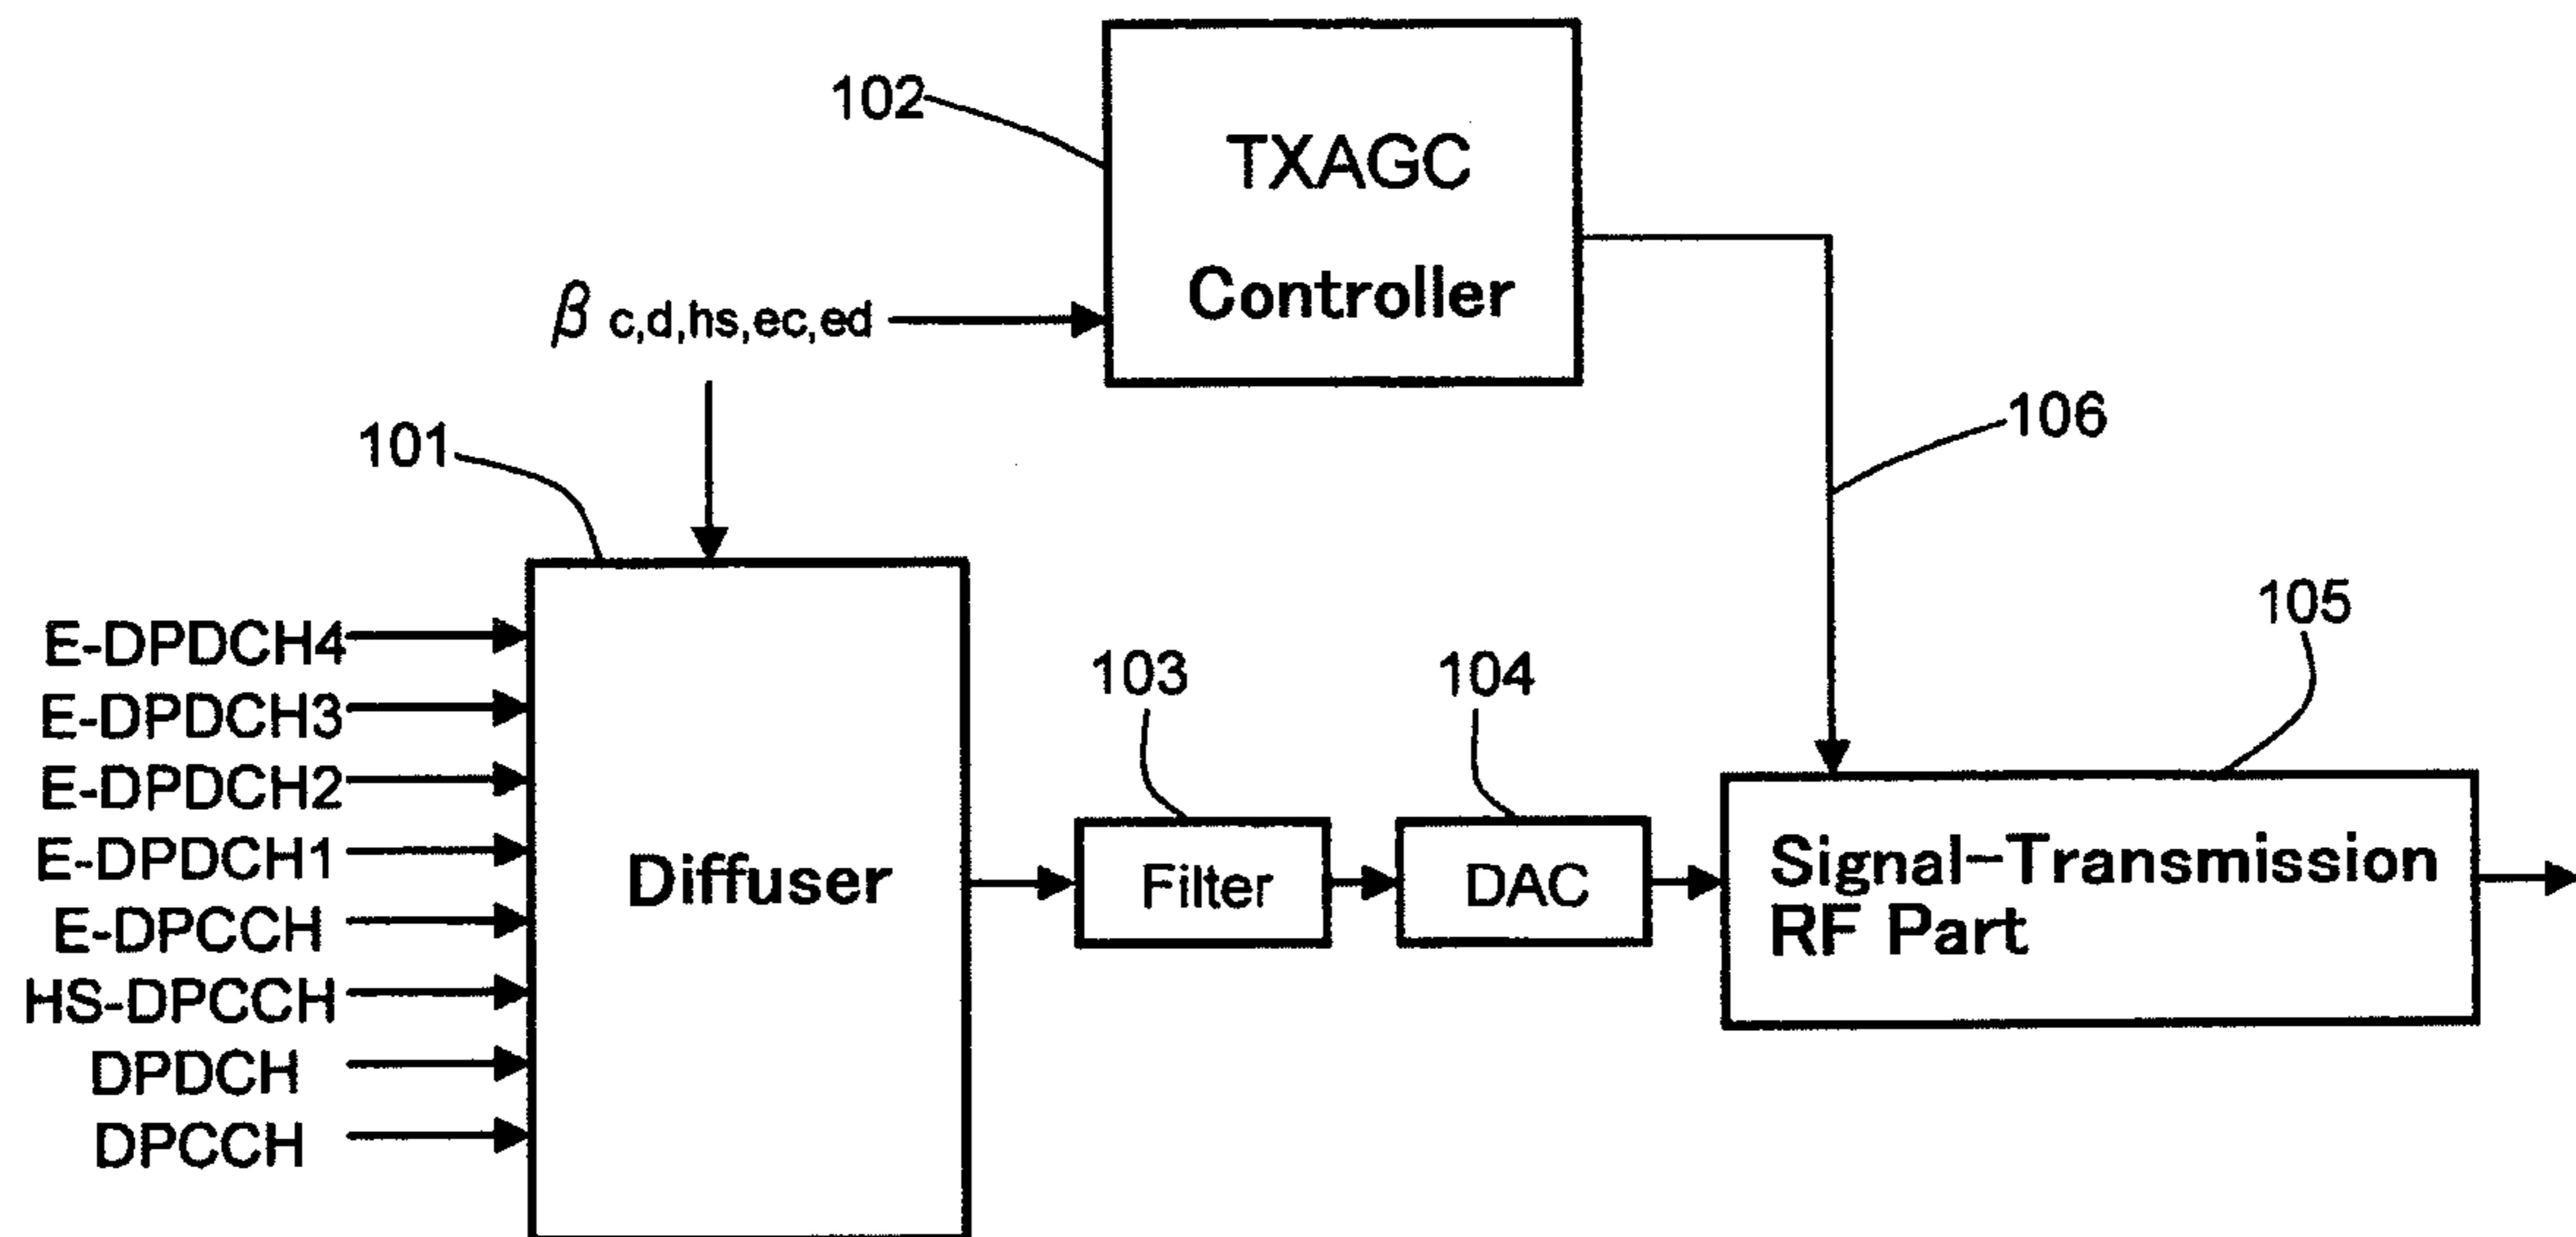 102
TXAGC
Controller
β c,d,hs,ec,ed
101
106
105
E-DPDCH4
E-DPDCH3
E-DPDCH2
E-DPDCH1
E-DPCCH
HS-DPCCH
DPDCH
DPCCH
Diffuser
103
Filter
104
DAC
Signal-Transmission
RF Part